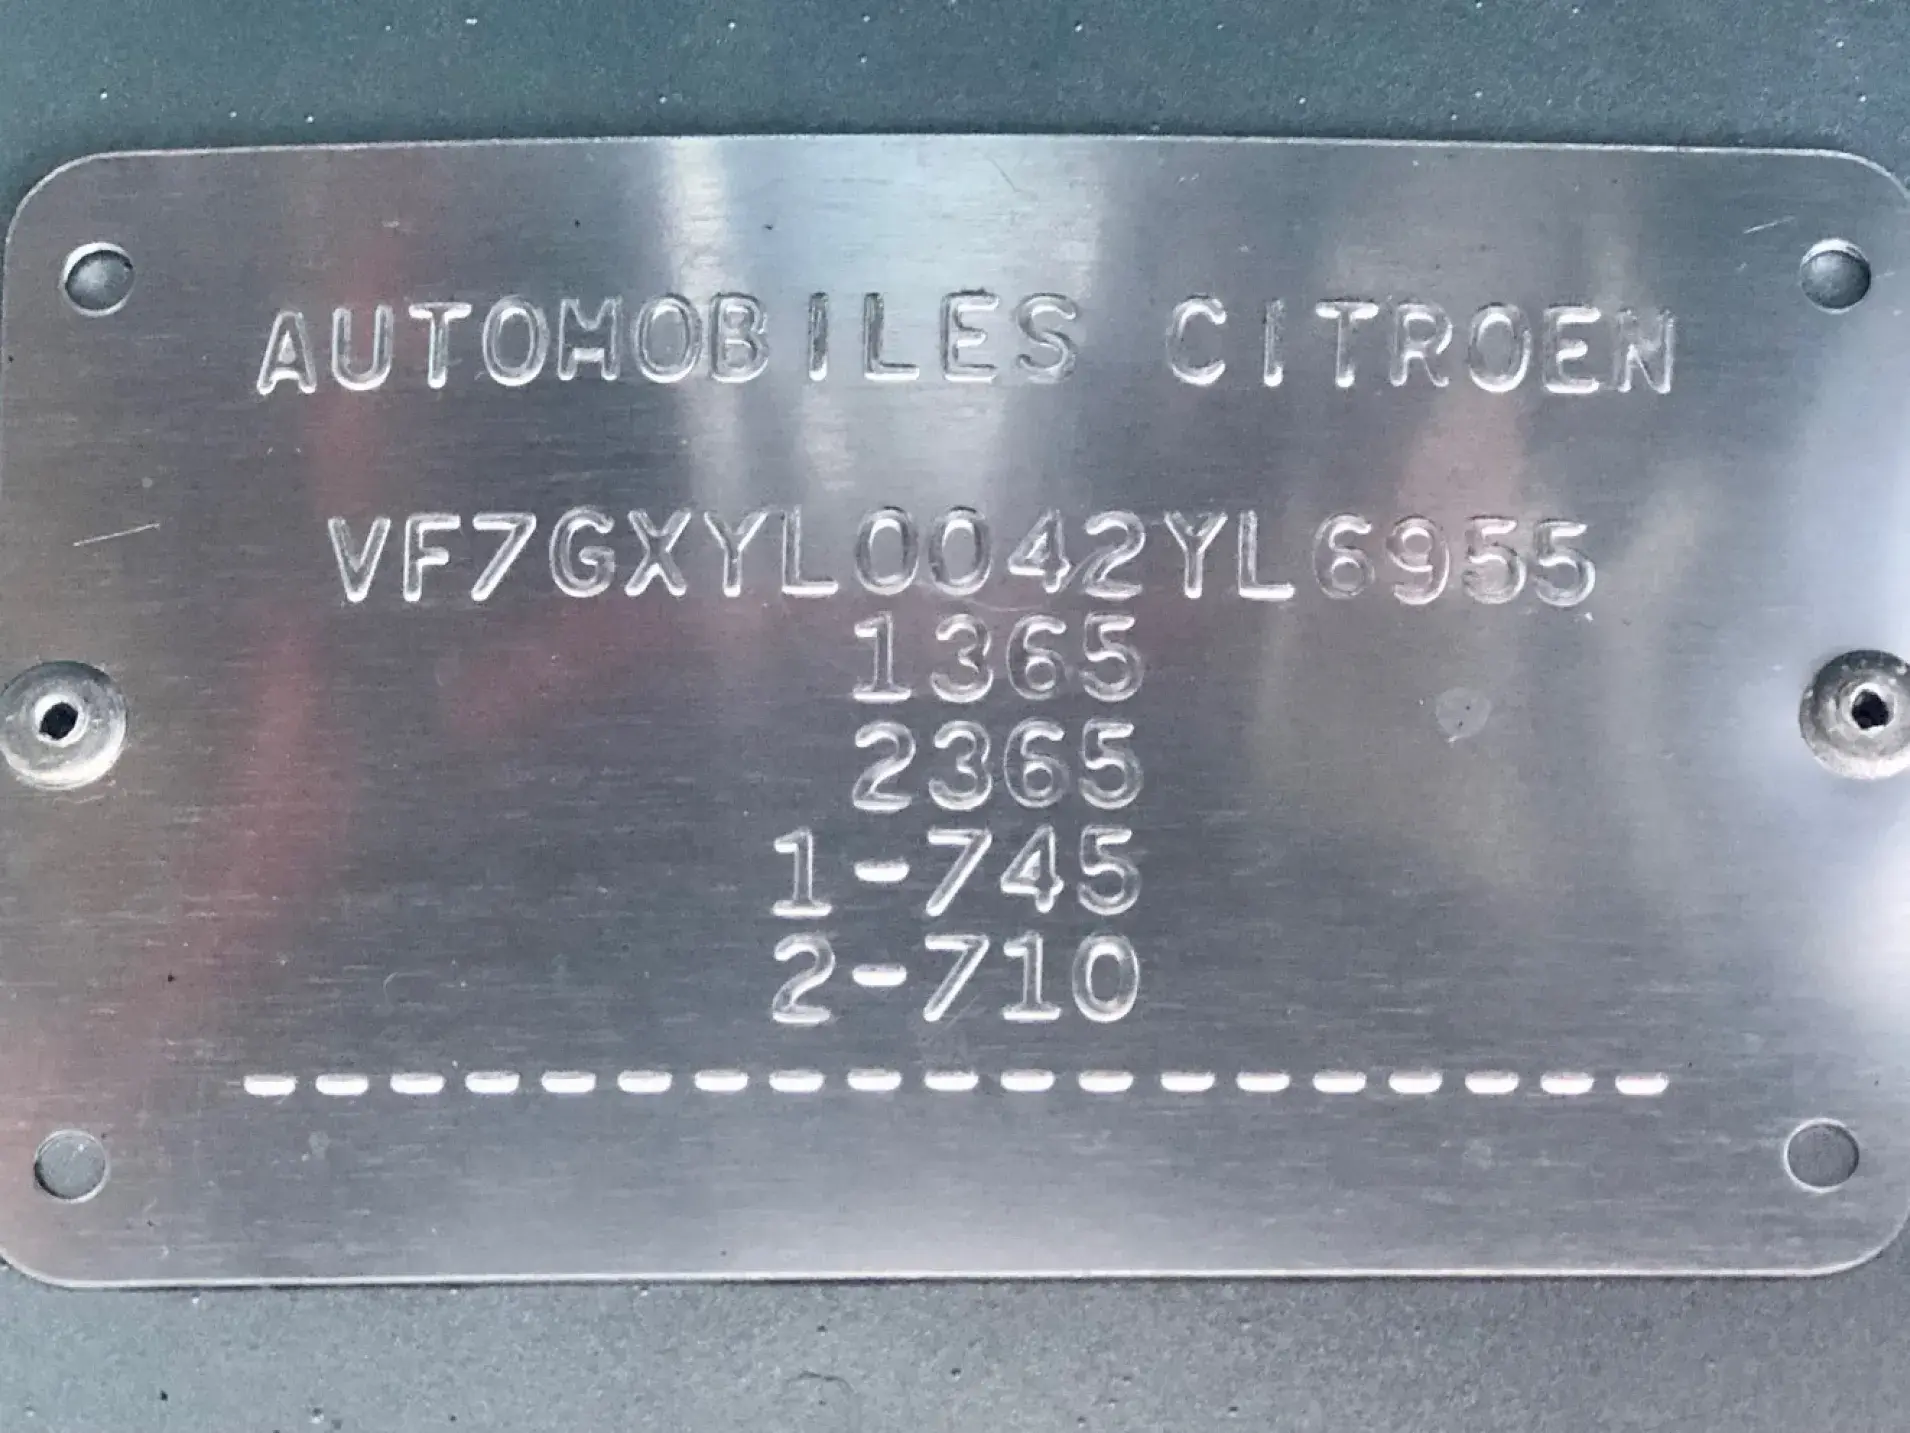 AUTOMOBILES CITROEN
VF7GXYL0042YL6955
1365
2365
1-745
2-710
-------------------